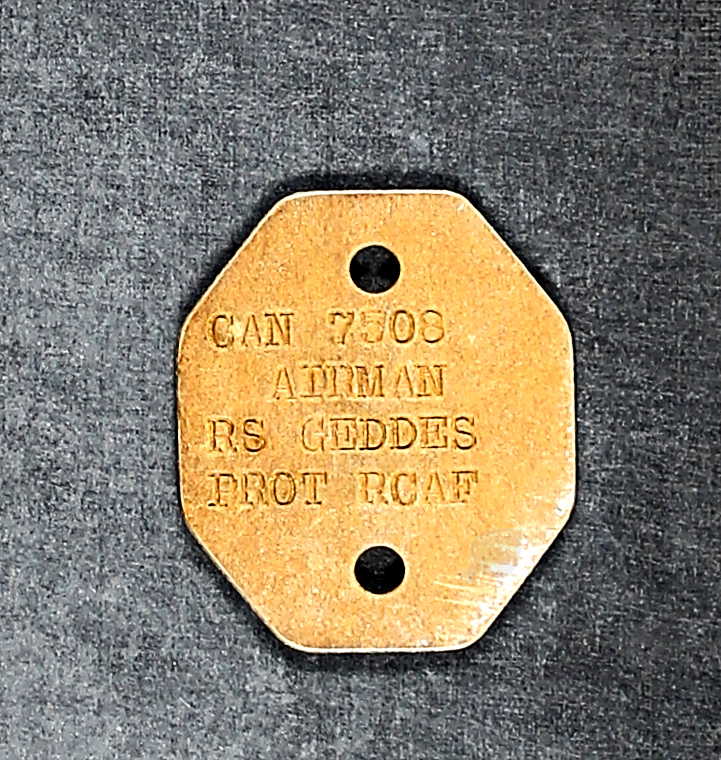 CAN 7508
AIRMAN
RS GEDDES
PROT RCAF